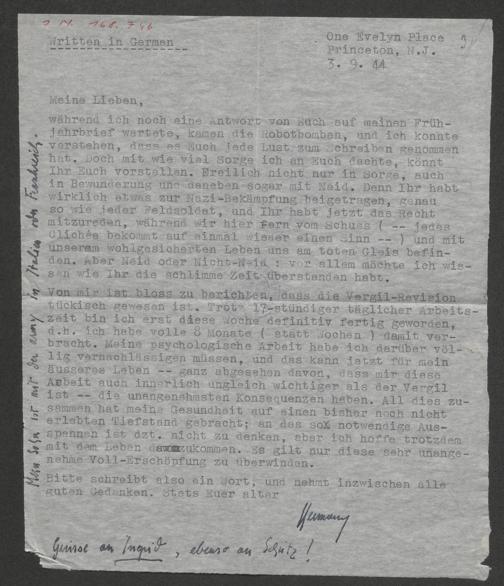 Written in German
One Evelyn Place
Princeton, N.J.
3. 9. 44
Meine Lieben,
während ich noch eine Antwort von Euch auf meinen Früh-
jahrbrief wartete, kamen die Robotbomben, und ich konnte
verstehen, dass es Euch jede Lust zum Schreiben genommen
hat. Doch mit wie viel Sorge ich an Euch dachte, könnt
Ihr Euch vorstellen. Freilich nicht nur in Sorge, auch
in Bewunderung und daneben sogar mit Neid. Denn Ihr habt
wirklich etwas zur Nazi-Bekämpfung beigetragen, genau
so wie jeder Feldsoldat, und Ihr habt jetzt das Recht
mitzureden, während wir hier fern vom Schuss ( -- jedes
Clichée bekommt auf einmal wieser einen Sinn -- ) und mit
unseram wohlgesicherten Leben uns am toten Gleis befin-
den. Aber Neid oder Nicht-Neid : vor allem möchte ich wis-
sen wie Ihr die schlimme Zeit überstanden habt.
Von mir ist bloss zu berichten, dass die Vergil-Revision
tückisch gewesen ist. Trotz 17-stündiger täglicher Arbeits-
zeit bin ich erst diese Woche definitiv fertig geworden,
d.h. ich habe volle 8 Monate ( statt Wochen ) damit ver-
bracht. Meine psychologische Arbeit habe ich darüber völ-
lig vernachlässigen müssen, und das kann jetzt für mein
äusseres Leben -- ganz abgesehen davon, dass mir diese
Arbeit auch innerlich ungleich wichtiger als der Vergil
ist -- die unangenehmsten Konsequenzen haben. All dies zu-
sammen hat meine Gesundheit auf einen bisher noch nicht
erlebten Tiefstand gebracht; an das so notwendige Aus-
spannen ist dzt. nicht zu denken, aber ich hoffe trotzdem
mit dem Leben davonzukommen. Es gilt nur diese sehr unange-
nehme Voll-Erschöpfung zu überwinden.
Bitte schreibt also ein Wort, und nehmt inzwischen alle
guten Gedanken. Stets Euer alter
Hermann
Grüsse an Ingrid, ebenso an Schütz!
Mein Sohn ist mit der army in Italien oder Frankreich.